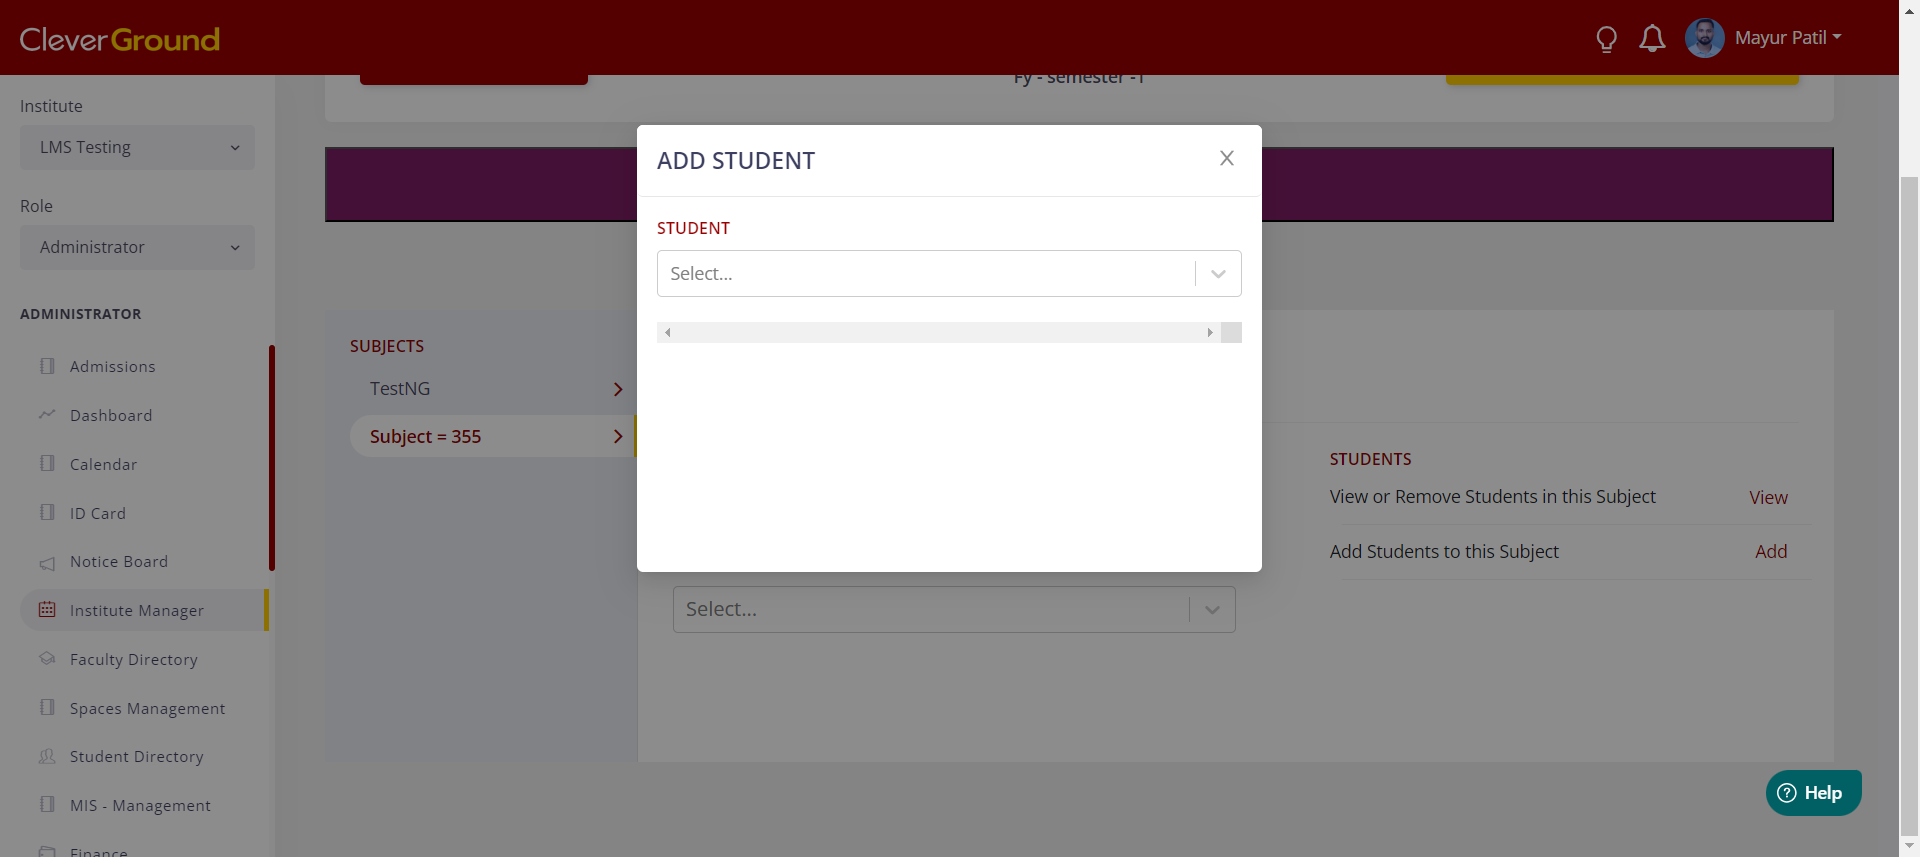 CleverGround
Mayur Patil
Institute
LMS Testing
Role
Administrator
ADMINISTRATOR
Admissions
Dashboard
Calendar
ID Card
Notice Board
Institute Manager
Faculty Directory
Spaces Management
Student Directory
MIS - Management
Finance
Fy - semester -1
ADD STUDENT
STUDENT
Select...
SUBJECTS
TestNG
Subject = 355
STUDENTS
View or Remove Students in this Subject View
Add Students to this Subject Add
Select...
Help